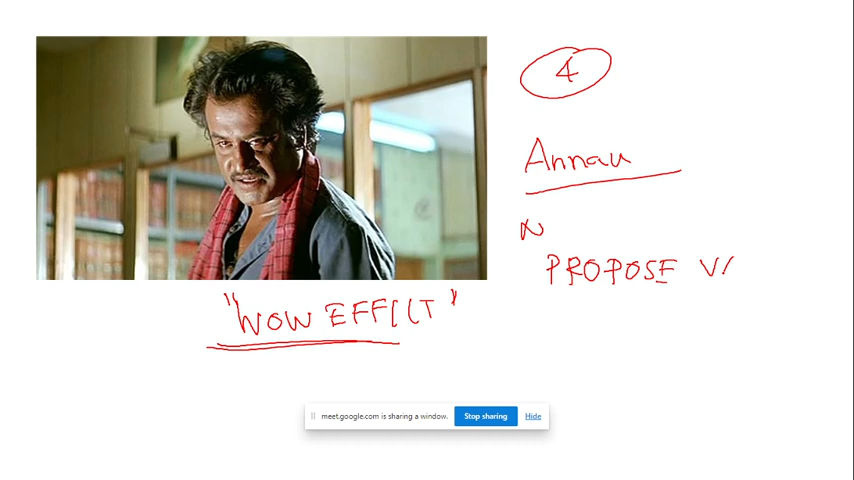 4
Annau
PROPOSE
"WOW EFFECT"
meet.google.com is sharing a window.
Stop sharing
Hide